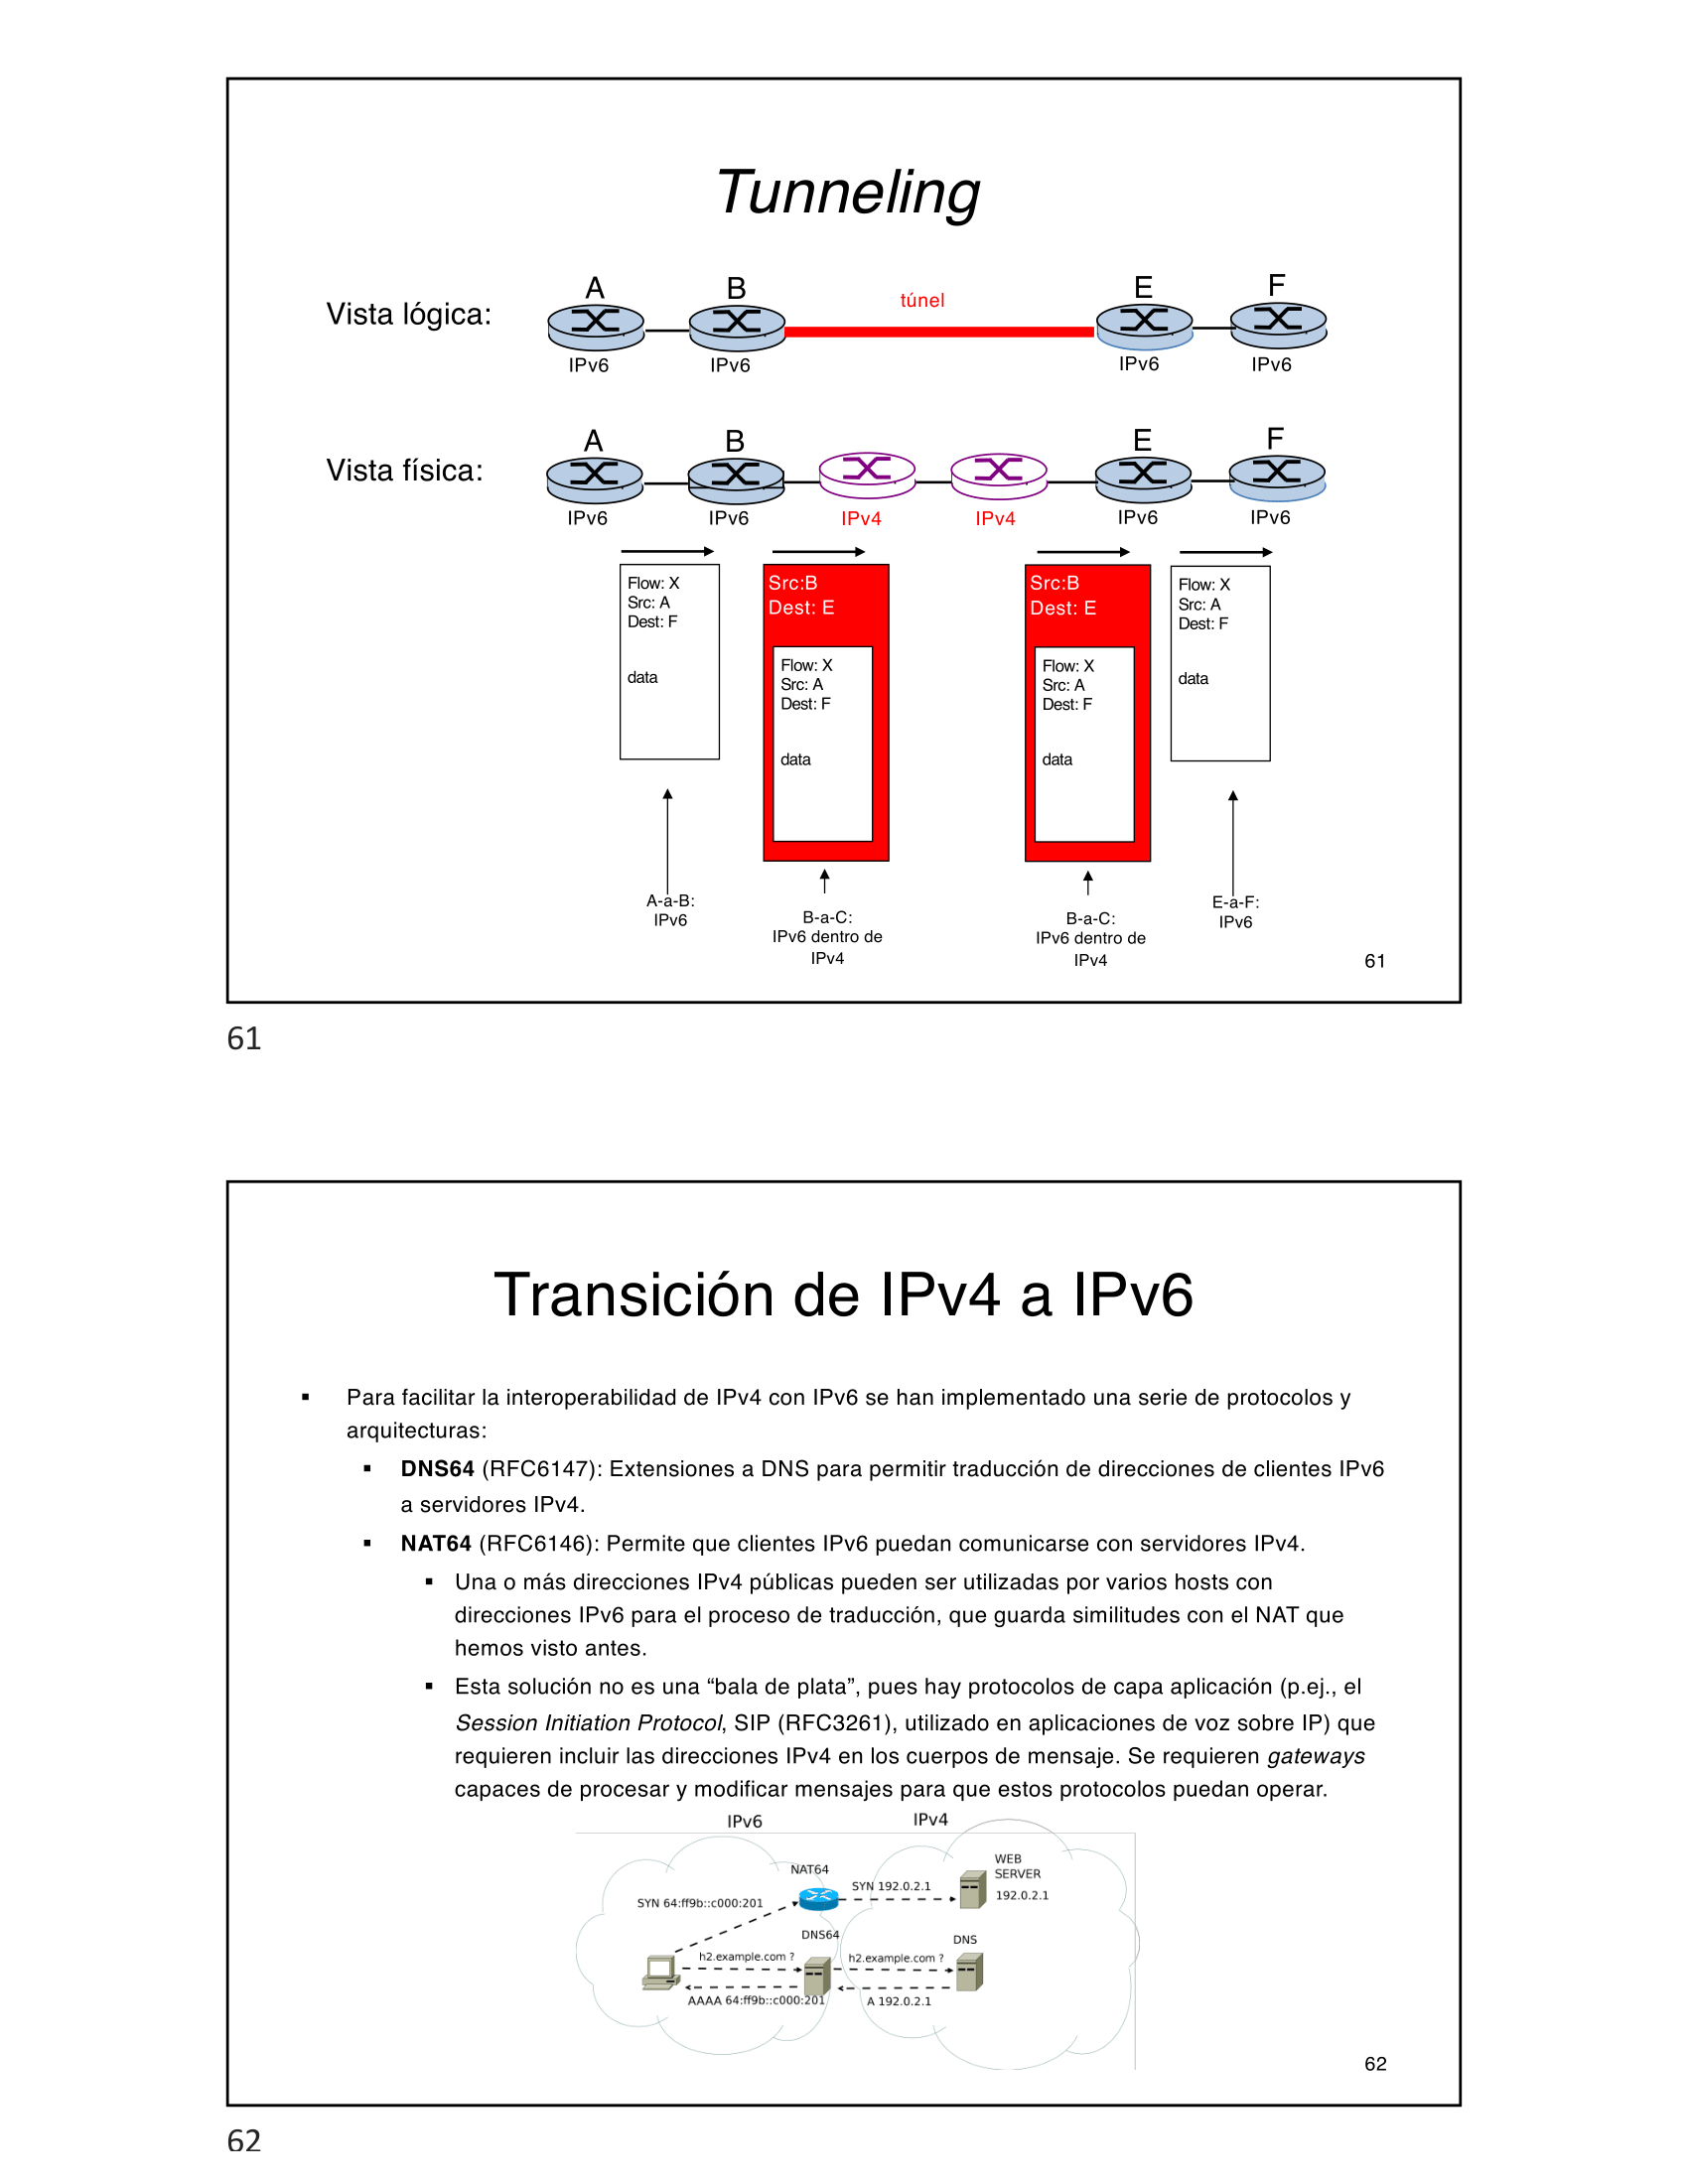 Tunneling
Vista lógica:
A
B
túnel
E
F
IPv6
IPv6
IPv6
IPv6
Vista física:
A
B
E
F
IPv6
IPv6
IPv4
IPv4
IPv6
IPv6
Flow: X
Src: A
Dest: F
data
Src:B
Dest: E
Flow: X
Src: A
Dest: F
data
Src:B
Dest: E
Flow: X
Src: A
Dest: F
data
Flow: X
Src: A
Dest: F
data
A-a-B:
IPv6
B-a-C:
IPv6 dentro de
IPv4
B-a-C:
IPv6 dentro de
IPv4
E-a-F:
IPv6
61
61
Transición de IPv4 a IPv6
▪ Para facilitar la interoperabilidad de IPv4 con IPv6 se han implementado una serie de protocolos y
arquitecturas:
▪ DNS64 (RFC6147): Extensiones a DNS para permitir traducción de direcciones de clientes IPv6
a servidores IPv4.
▪ NAT64 (RFC6146): Permite que clientes IPv6 puedan comunicarse con servidores IPv4.
▪ Una o más direcciones IPv4 públicas pueden ser utilizadas por varios hosts con
direcciones IPv6 para el proceso de traducción, que guarda similitudes con el NAT que
hemos visto antes.
▪ Esta solución no es una “bala de plata”, pues hay protocolos de capa aplicación (p.ej., el
Session Initiation Protocol, SIP (RFC3261), utilizado en aplicaciones de voz sobre IP) que
requieren incluir las direcciones IPv4 en los cuerpos de mensaje. Se requieren gateways
capaces de procesar y modificar mensajes para que estos protocolos puedan operar.
IPv6
IPv4
NAT64
WEB
SERVER
192.0.2.1
SYN 64:ff9b::c000:201
SYN 192.0.2.1
DNS64
DNS
h2.example.com ?
h2.example.com ?
AAAA 64:ff9b::c000:201
A 192.0.2.1
62
62